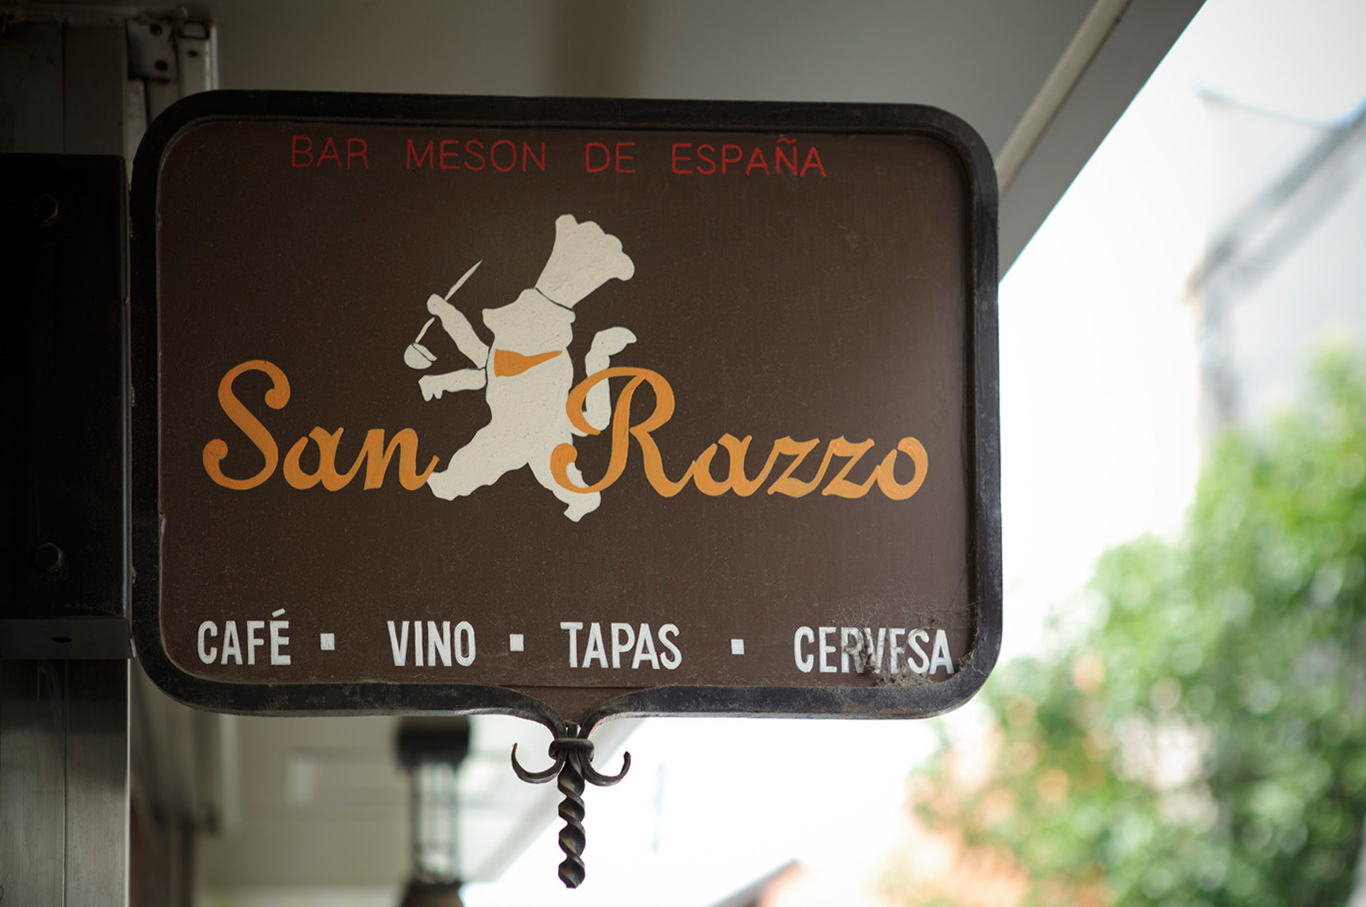 BAR MESON DE ESPAÑA
San Razzo
CAFÉ ▪ VINO ▪ TAPAS ▪ CERVESA